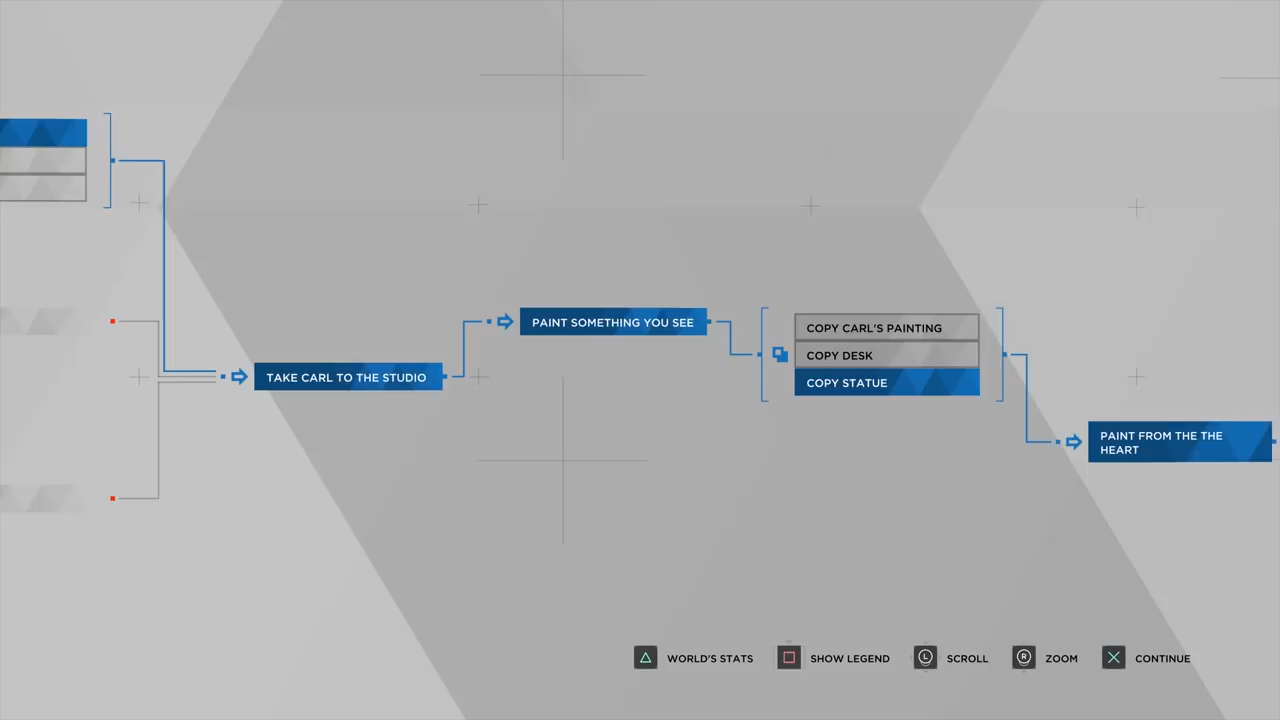 TAKE CARL TO THE STUDIO
PAINT SOMETHING YOU SEE
COPY CARL'S PAINTING
COPY DESK
COPY STATUE
PAINT FROM THE THE
HEART
WORLD'S STATS
SHOW LEGEND
L
SCROLL
R
ZOOM
CONTINUE